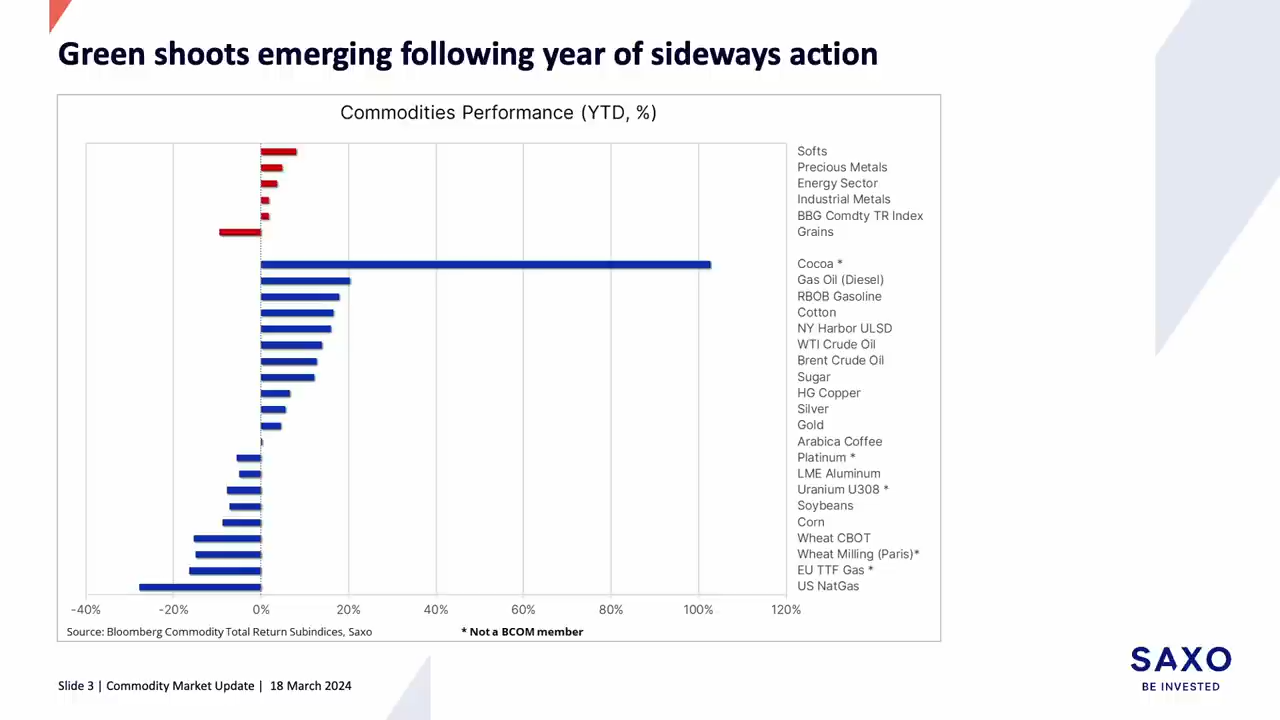 Green shoots emerging following year of sideways action
Commodities Performance (YTD, %)
Softs
Precious Metals
Energy Sector
Industrial Metals
BBG Comdty TR Index
Grains
Cocoa *
Gas Oil (Diesel)
RBOB Gasoline
Cotton
NY Harbor ULSD
WTI Crude Oil
Brent Crude Oil
Sugar
HG Copper
Silver
Gold
Arabica Coffee
Platinum *
LME Aluminum
Uranium U308 *
Soybeans
Corn
Wheat CBOT
Wheat Milling (Paris)*
EU TTF Gas *
US NatGas
-40% -20% 0% 20% 40% 60% 80% 100% 120%
Source: Bloomberg Commodity Total Return Subindices, Saxo * Not a BCOM member
SAXO
BE INVESTED
Slide 3 | Commodity Market Update | 18 March 2024